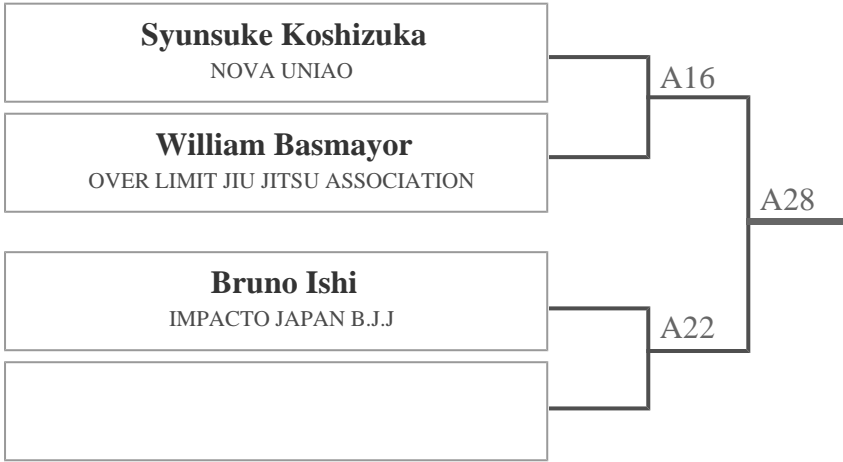 Syunsuke Koshizuka
NOVA UNIAO
A16
William Basmayor
OVER LIMIT JIU JITSU ASSOCIATION
A28
Bruno Ishi
IMPACTO JAPAN B.J.J
A22